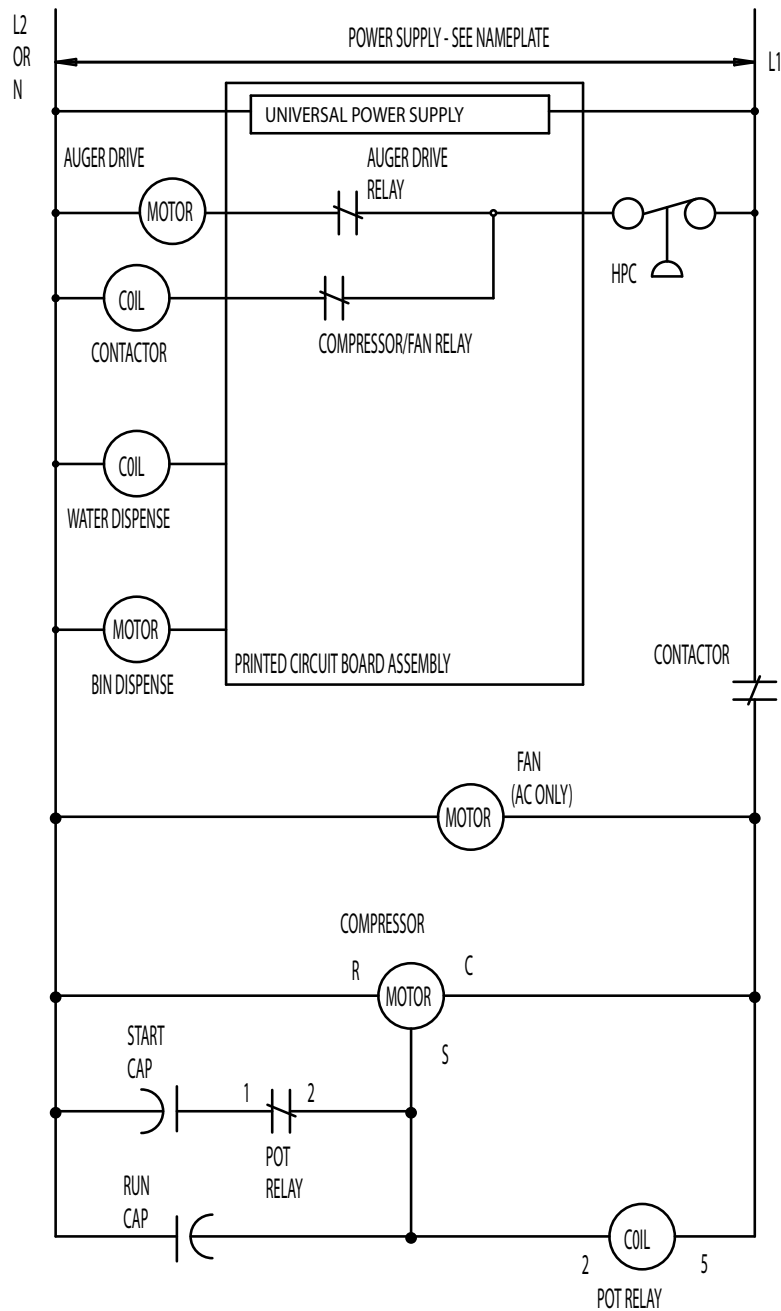 L2
OR
N
POWER SUPPLY - SEE NAMEPLATE
L1
UNIVERSAL POWER SUPPLY
AUGER DRIVE
AUGER DRIVE
RELAY
MOTOR
HPC
COIL
CONTACTOR
COMPRESSOR/FAN RELAY
COIL
WATER DISPENSE
MOTOR
BIN DISPENSE
PRINTED CIRCUIT BOARD ASSEMBLY
CONTACTOR
FAN
(AC ONLY)
MOTOR
COMPRESSOR
R
C
MOTOR
S
START
CAP
1
2
POT
RELAY
RUN
CAP
COIL
2
5
POT RELAY